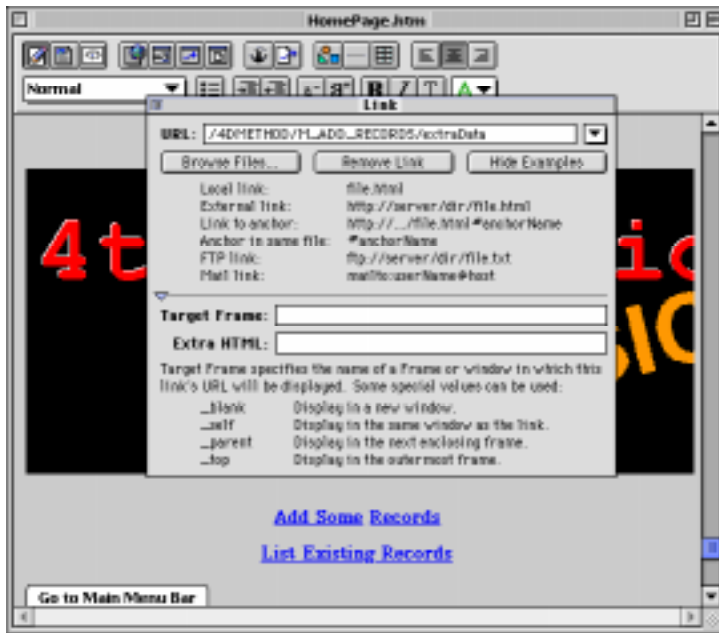 HomePage.htm
Normal
B I T A
Link
URL: /4DMETHOD/M_ADD_RECORDS/extraData
Browse Files... Remove Link Hide Examples
Local link: file.html
External link: http://server/dir/file.html
Link to anchor: http://.../file.html#anchorName
Anchor in same file: #anchorName
FTP link: ftp://server/dir/file.txt
Mail link: mailto:userName@host
4t
Target Frame:
Extra HTML:
Target Frame specifies the name of a Frame or window in which this
link's URL will be displayed. Some special values can be used:
_blank Display in a new window.
_self Display in the same window as the link.
_parent Display in the next enclosing frame.
_top Display in the outermost frame.
Add Some Records
List Existing Records
Go to Main Menu Bar